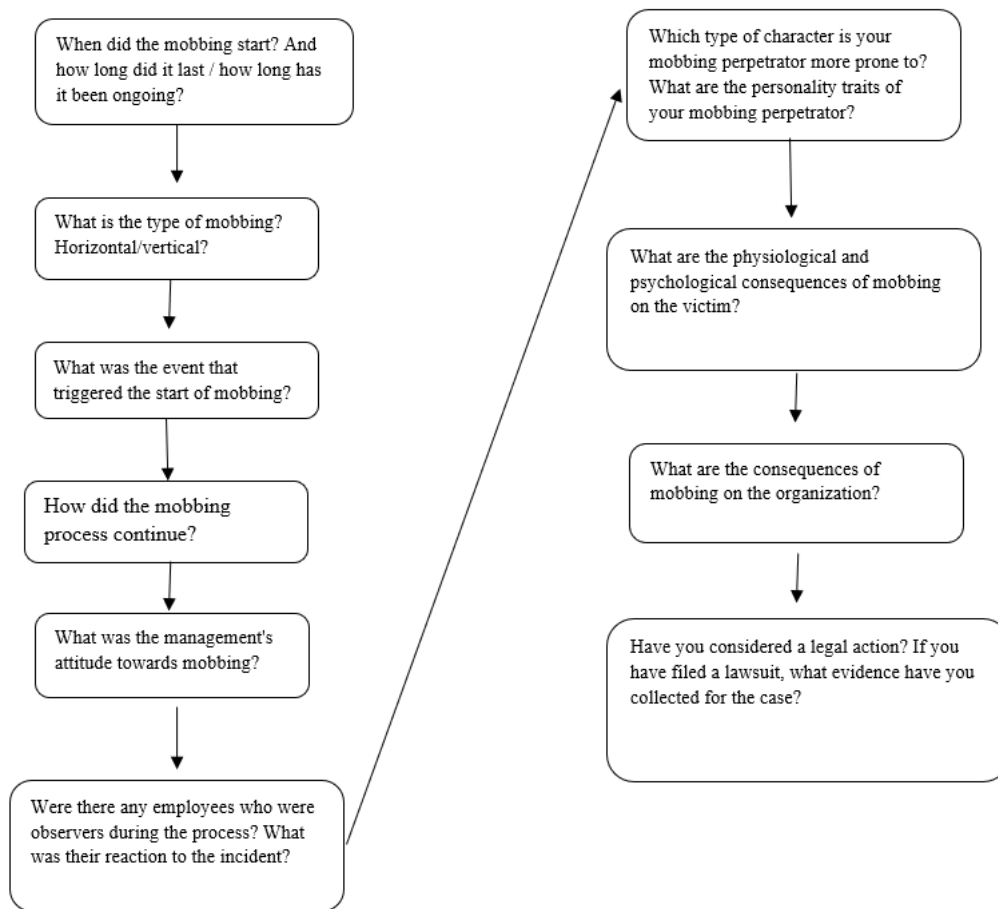 When did the mobbing start? And
how long did it last / how long has
it been ongoing?
What is the type of mobbing?
Horizontal/vertical?
What was the event that
triggered the start of mobbing?
How did the mobbing
process continue?
What was the management's
attitude towards mobbing?
Were there any employees who were
observers during the process? What
was their reaction to the incident?
Which type of character is your
mobbing perpetrator more prone to?
What are the personality traits of
your mobbing perpetrator?
What are the physiological and
psychological consequences of mobbing
on the victim?
What are the consequences of
mobbing on the organization?
Have you considered a legal action? If you
have filed a lawsuit, what evidence have you
collected for the case?